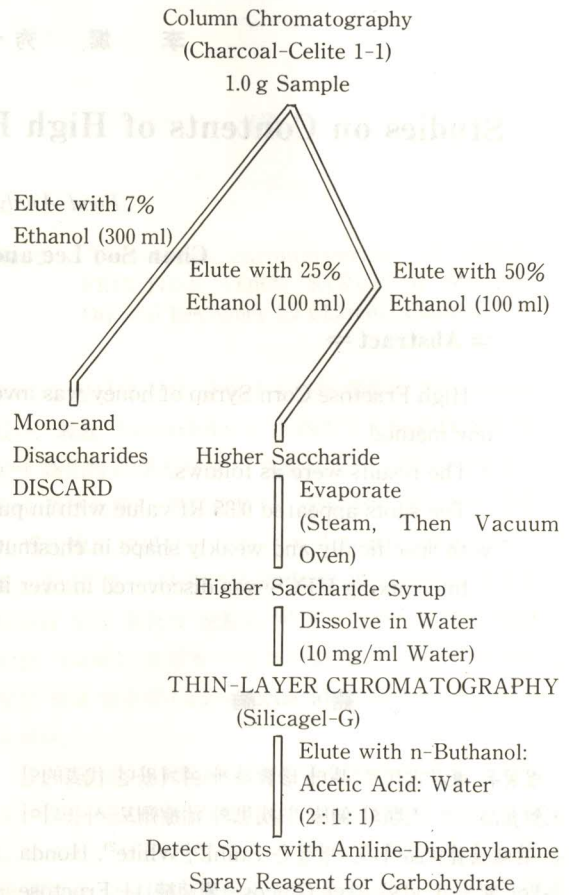 Column Chromatography
(Charcoal-Celite 1-1)
1.0 g Sample
Elute with 7%
Ethanol (300 ml)
Elute with 25%
Ethanol (100 ml)
Elute with 50%
Ethanol (100 ml)
Mono-and
Disaccharides
DISCARD
Higher Saccharide
Evaporate
(Steam, Then Vacuum
Oven)
Higher Saccharide Syrup
Dissolve in Water
(10 mg/ml Water)
THIN-LAYER CHROMATOGRAPHY
(Silicagel-G)
Elute with n-Buthanol:
Acetic Acid: Water
(2:1:1)
Detect Spots with Aniline-Diphenylamine
Spray Reagent for Carbohydrate